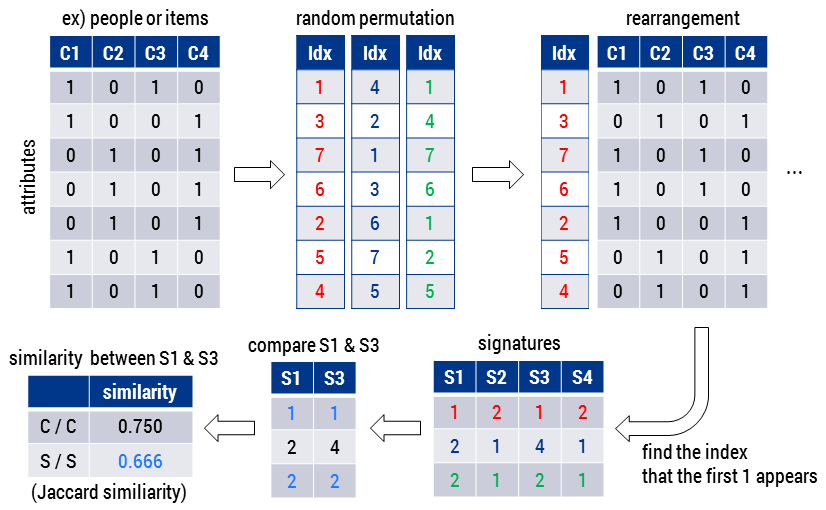 ex) people or items
random permutation
rearrangement
C1 C2 C3 C4
Idx Idx Idx
Idx C1 C2 C3 C4
1 0 1 0
1 4 1
1 1 0 1 0
1 0 0 1
3 2 4
3 0 1 0 1
0 1 0 1
7 1 7
7 1 0 1 0
0 1 0 1
6 3 6
6 1 0 1 0
0 1 0 1
2 6 1
2 1 0 0 1
1 0 1 0
5 7 2
5 0 1 0 1
1 0 1 0
4 5 5
4 0 1 0 1
attributes
...
similarity between S1 & S3
similarity
C / C 0.750
S / S 0.666
(Jaccard similiarity)
compare S1 & S3
S1 S3
1 1
2 4
2 2
signatures
S1 S2 S3 S4
1 2 1 2
2 1 4 1
2 1 2 1
find the index
that the first 1 appears